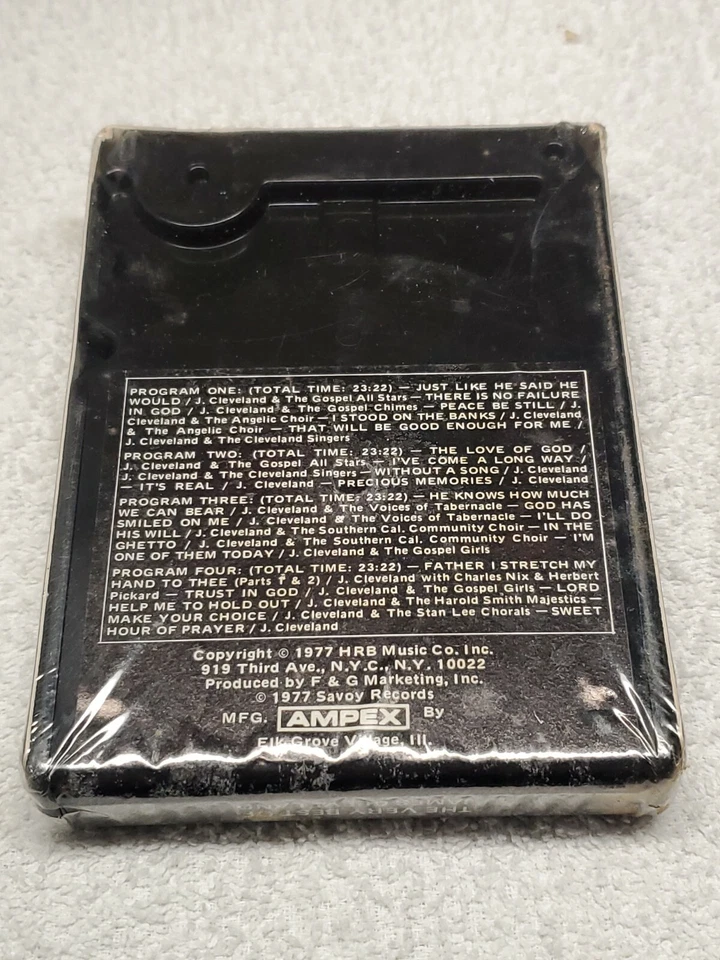 PROGRAM ONE: (TOTAL TIME: 23:22) — JUST LIKE HE SAID HE
WOULD / J. Cleveland & The Gospel All Stars — THERE IS NO FAILURE
IN GOD / J. Cleveland & The Gospel Chimes — PEACE BE STILL / J.
Cleveland & The Angelic Choir — I STOOD ON THE BANKS / J. Cleveland
& The Angelic Choir — THAT WILL BE GOOD ENOUGH FOR ME /
J. Cleveland & The Cleveland Singers
PROGRAM TWO: (TOTAL TIME: 23:22) — THE LOVE OF GOD /
J. Cleveland & The Gospel All Stars — I'VE COME A LONG WAY /
J. Cleveland & The Cleveland Singers — WITHOUT A SONG / J. Cleveland
— IT'S REAL / J. Cleveland — PRECIOUS MEMORIES / J. Cleveland
PROGRAM THREE: (TOTAL TIME: 23:22) — HE KNOWS HOW MUCH
WE CAN BEAR / J. Cleveland & The Voices of Tabernacle — GOD HAS
SMILED ON ME / J. Cleveland & The Voices of Tabernacle — I'LL DO
HIS WILL / J. Cleveland & The Southern Cal. Community Choir — IN THE
GHETTO / J. Cleveland & The Southern Cal. Community Choir — I'M
ONE OF THEM TODAY / J. Cleveland & The Gospel Girls
PROGRAM FOUR: (TOTAL TIME: 23:22) — FATHER I STRETCH MY
HAND TO THEE (Parts 1 & 2) / J. Cleveland with Charles Nix & Herbert
Pickard — TRUST IN GOD / J. Cleveland & The Gospel Girls — LORD
HELP ME TO HOLD OUT / J. Cleveland & The Harold Smith Majestics —
MAKE YOUR CHOICE / J. Cleveland & The Stan Lee Chorals — SWEET
HOUR OF PRAYER / J. Cleveland
Copyright © 1977 HRB Music Co. Inc.
919 Third Ave., N.Y.C., N.Y. 10022
Produced by F & G Marketing, Inc.
© 1977 Savoy Records
MFG. AMPEX By
Elk Grove Village, Ill.
THE VERY BEST